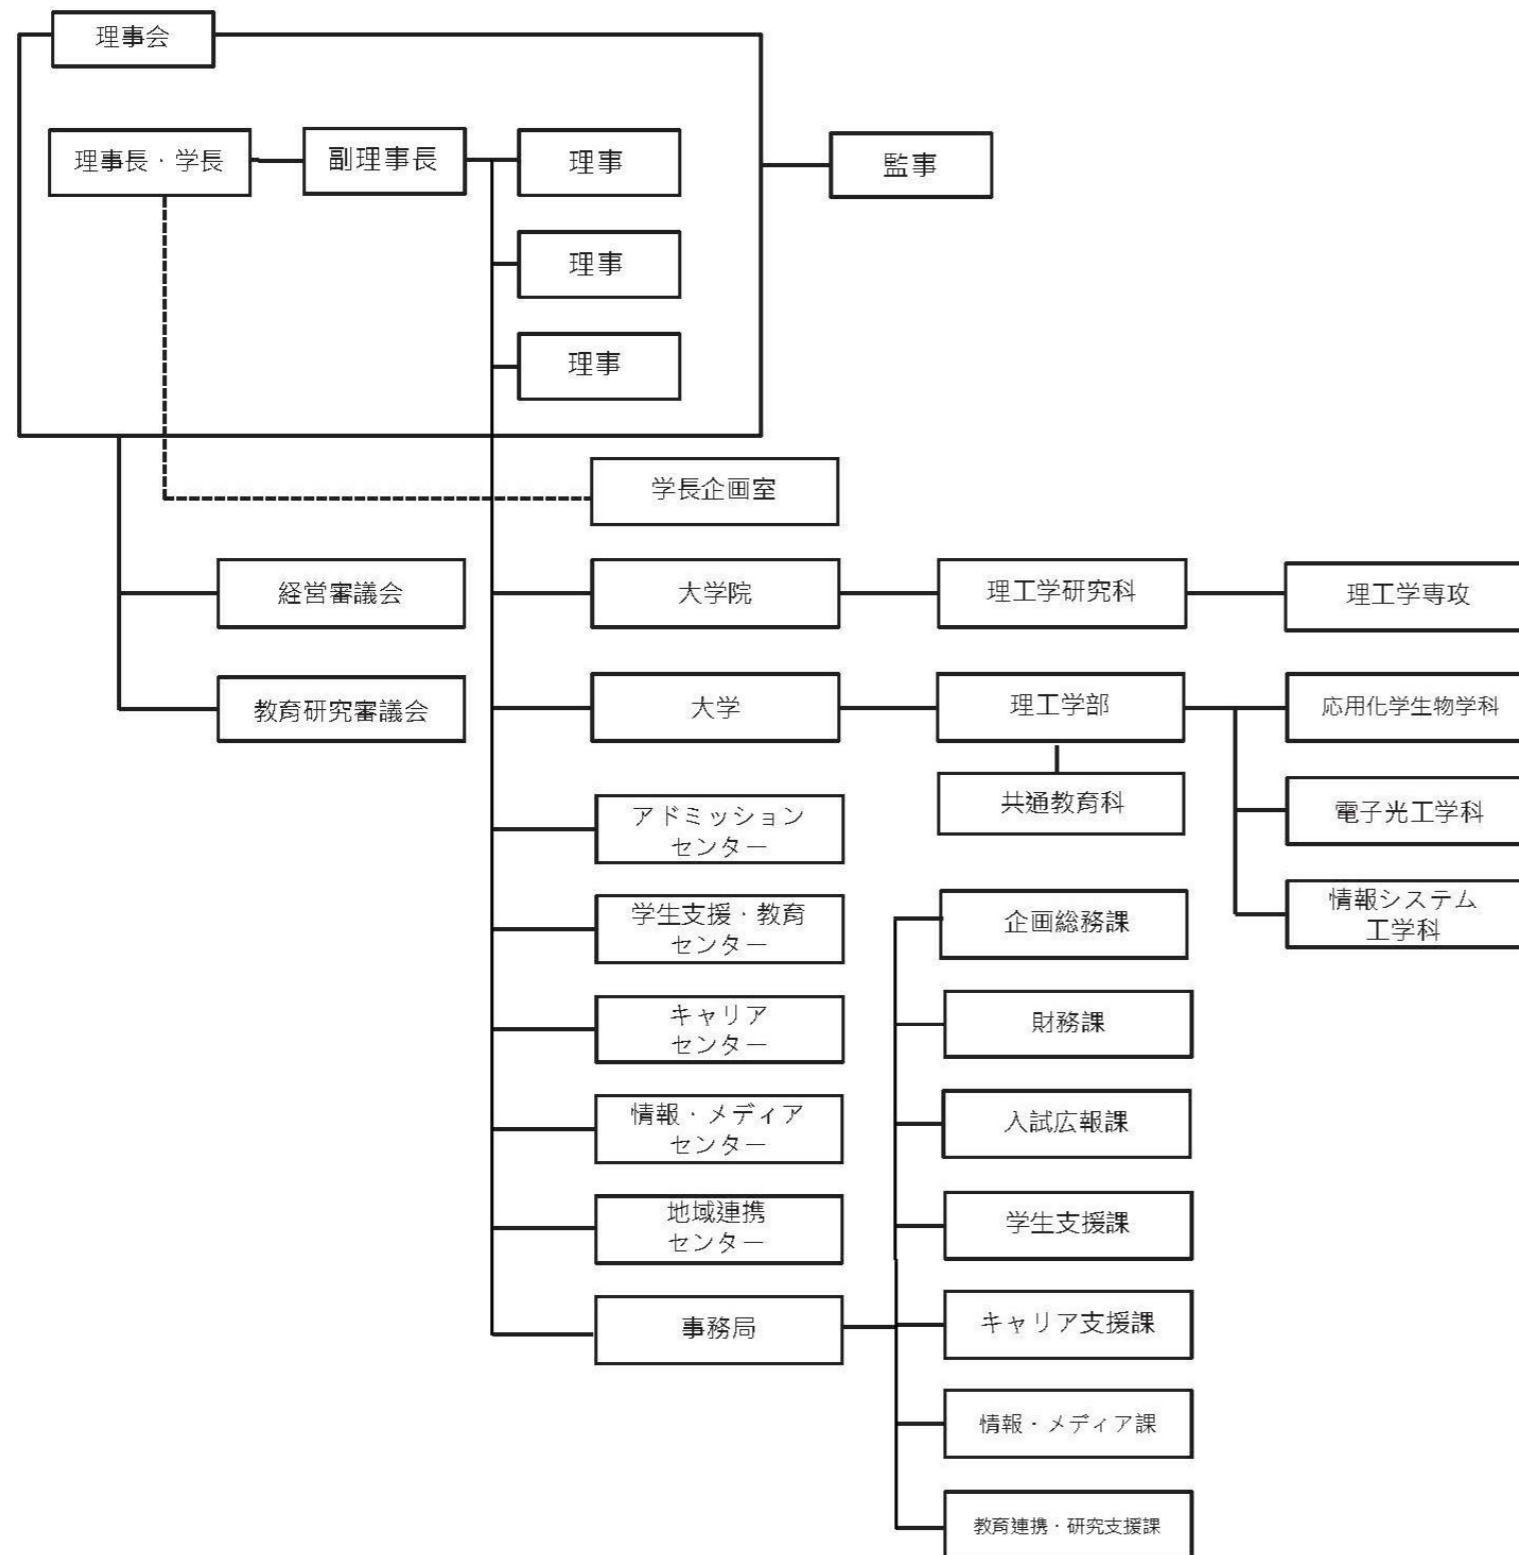 理事会
理事長・学長
副理事長
理事
監事
理事
理事
学長企画室
経営審議会
大学院
理工学研究科
理工学専攻
教育研究審議会
大学
理工学部
応用化学生物学科
共通教育科
電子光工学科
情報システム
工学科
アドミッション
センター
学生支援・教育
センター
キャリア
センター
情報・メディア
センター
地域連携
センター
事務局
企画総務課
財務課
入試広報課
学生支援課
キャリア支援課
情報・メディア課
教育連携・研究支援課